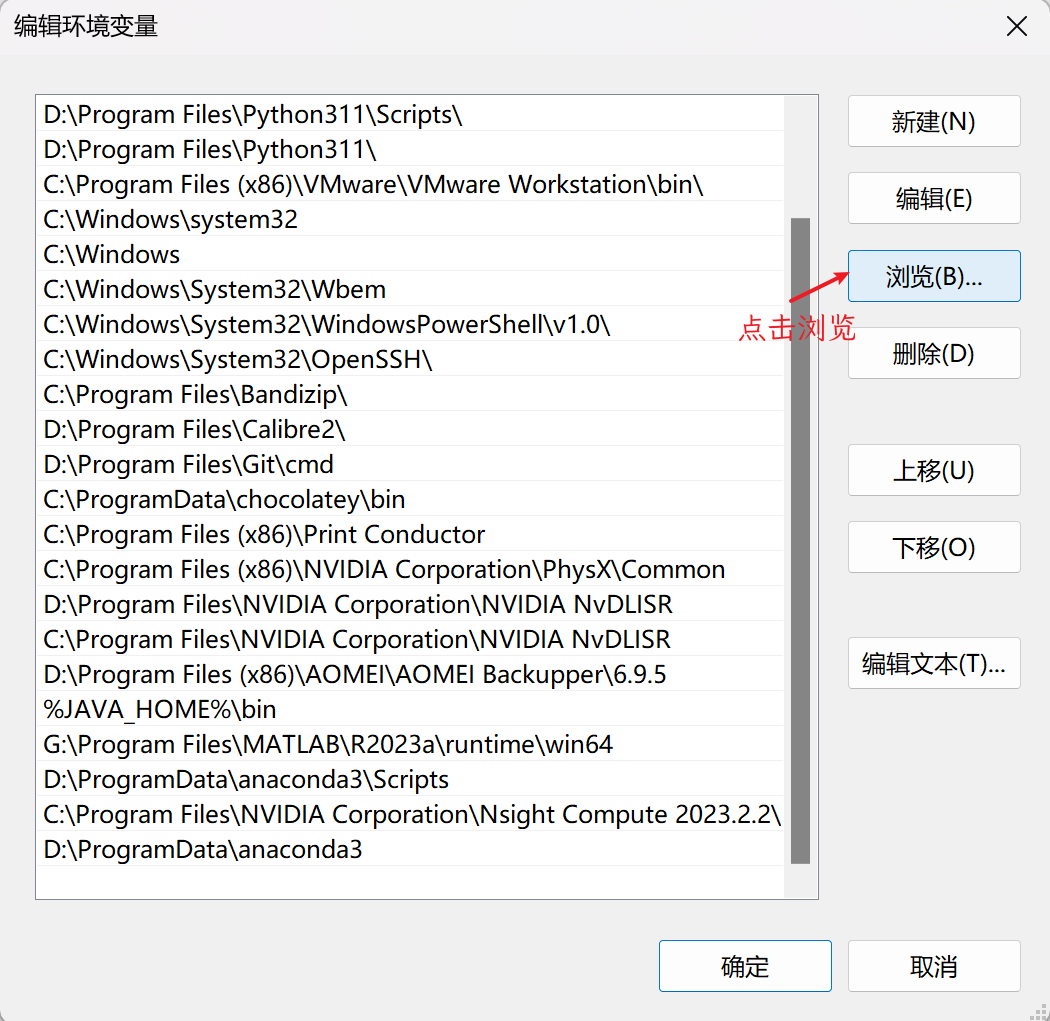 编辑环境变量
D:\Program Files\Python311\Scripts\
D:\Program Files\Python311\
C:\Program Files (x86)\VMware\VMware Workstation\bin\
C:\Windows\system32
C:\Windows
C:\Windows\System32\Wbem
C:\Windows\System32\WindowsPowerShell\v1.0\
C:\Windows\System32\OpenSSH\
C:\Program Files\Bandizip\
D:\Program Files\Calibre2\
D:\Program Files\Git\cmd
C:\ProgramData\chocolatey\bin
C:\Program Files (x86)\Print Conductor
C:\Program Files (x86)\NVIDIA Corporation\PhysX\Common
D:\Program Files\NVIDIA Corporation\NVIDIA NvDLISR
C:\Program Files\NVIDIA Corporation\NVIDIA NvDLISR
D:\Program Files (x86)\AOMEI\AOMEI Backupper\6.9.5
%JAVA_HOME%\bin
G:\Program Files\MATLAB\R2023a\runtime\win64
D:\ProgramData\anaconda3\Scripts
C:\Program Files\NVIDIA Corporation\Nsight Compute 2023.2.2\
D:\ProgramData\anaconda3
新建(N)
编辑(E)
浏览(B)...
点击浏览
删除(D)
上移(U)
下移(O)
编辑文本(T)...
确定
取消